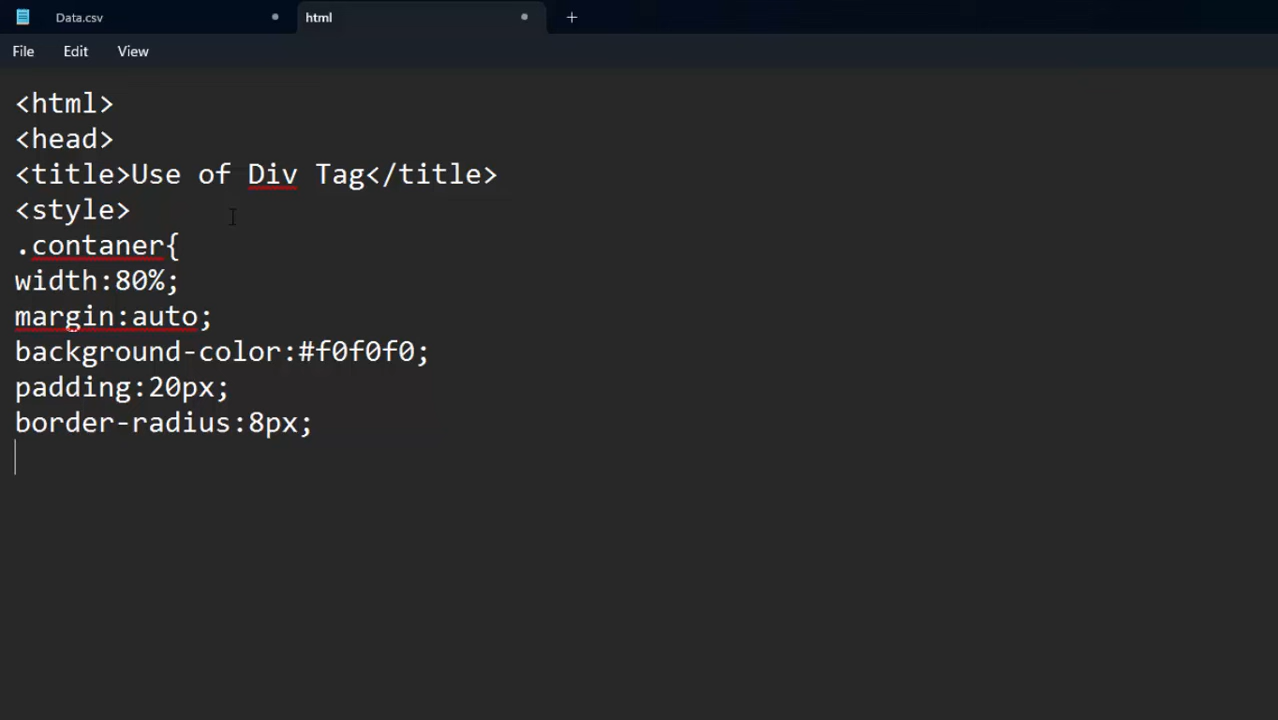 Data.csv html +
File Edit View
<html>
<head>
<title>Use of Div Tag</title>
<style>
.contaner{
width:80%;
margin:auto;
background-color:#f0f0f0;
padding:20px;
border-radius:8px;